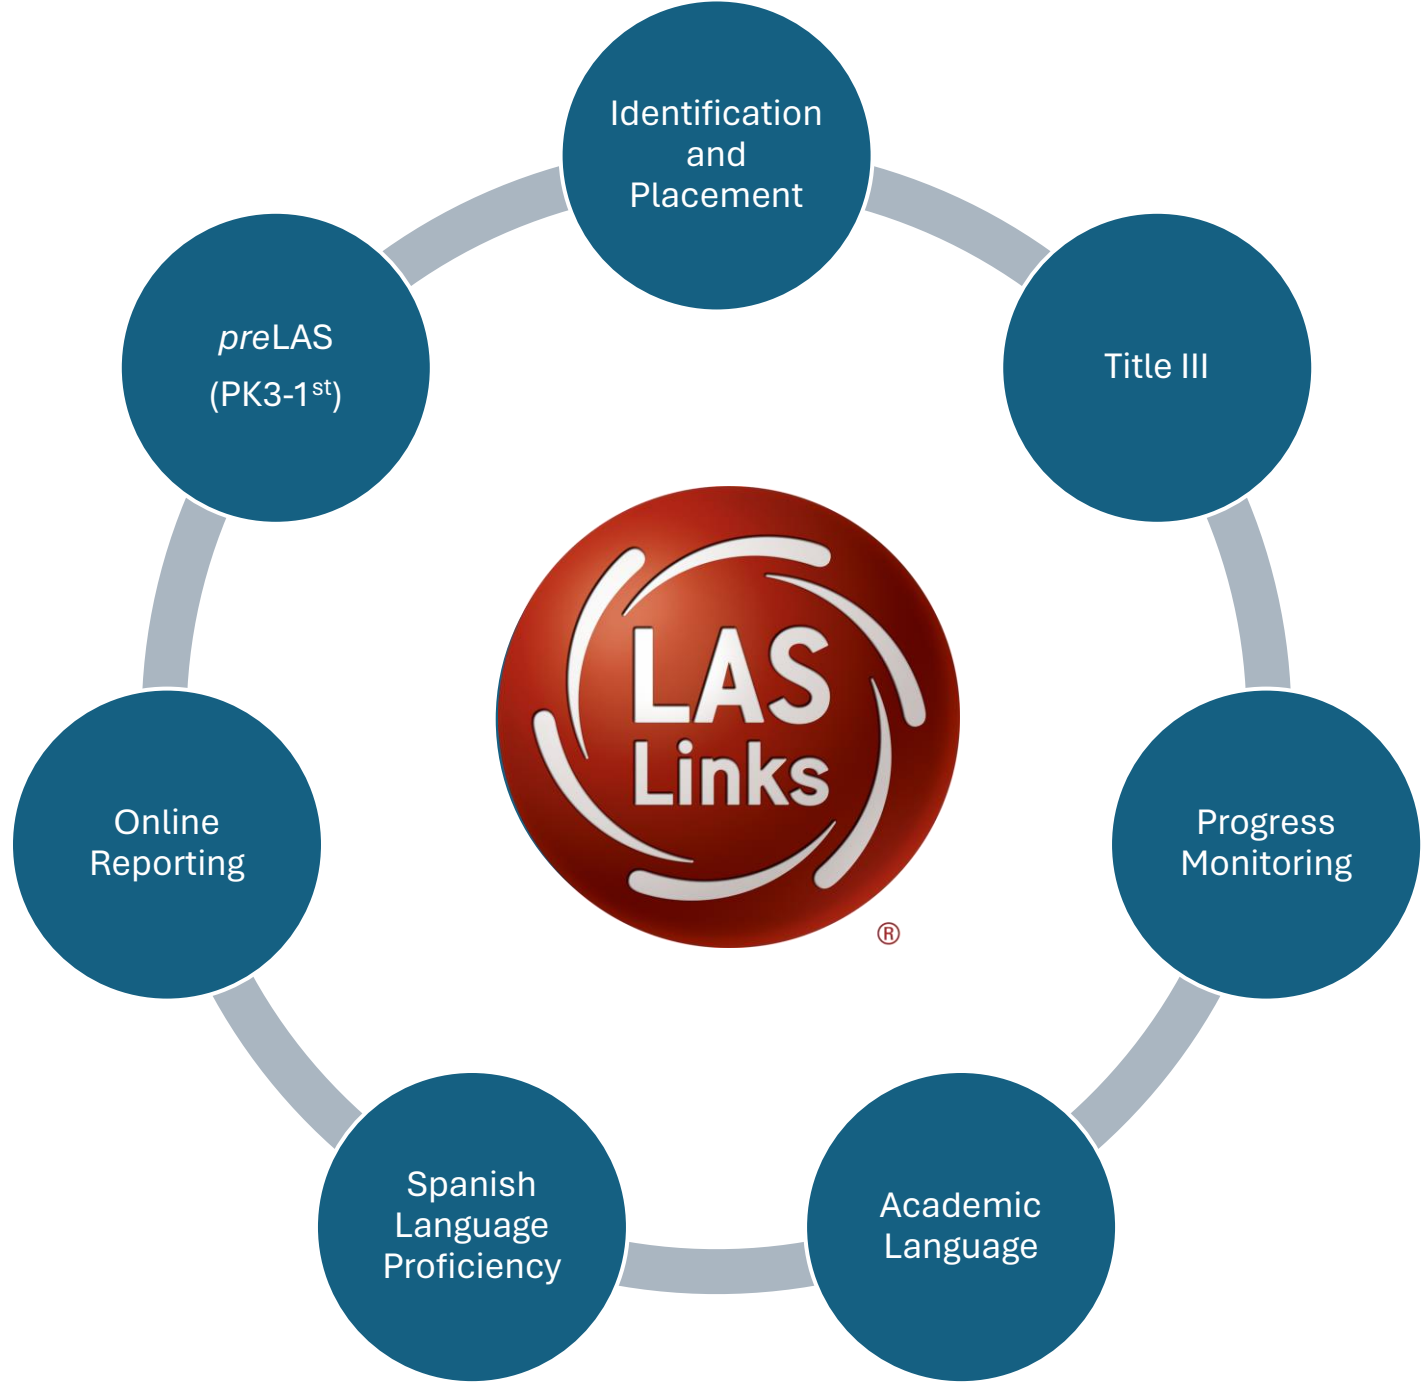 Identification
and
Placement
Title III
Progress
Monitoring
Academic
Language
Spanish
Language
Proficiency
Online
Reporting
preLAS
(PK3-1st)
LAS
Links
®